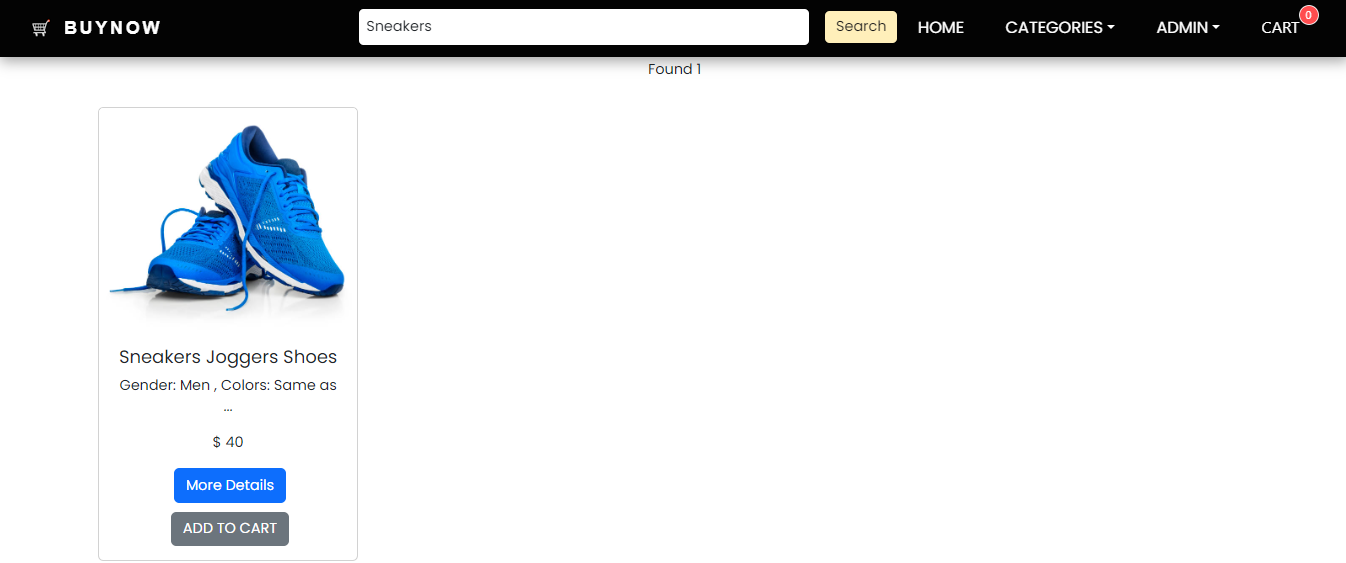 BUYNOW
Sneakers
Search
HOME
CATEGORIES
ADMIN
CART
0
Found 1
Sneakers Joggers Shoes
Gender: Men , Colors: Same as
...
$ 40
More Details
ADD TO CART